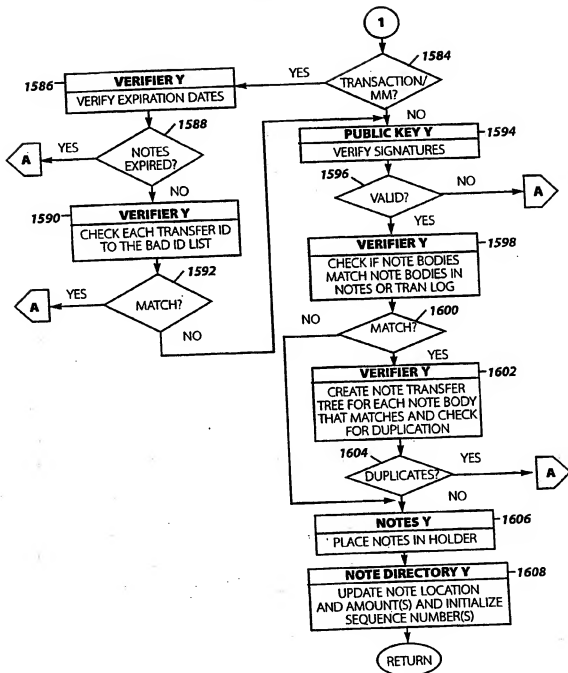 1
1584
TRANSACTION/
MM?
YES
NO
1586
VERIFIER Y
VERIFY EXPIRATION DATES
1588
NOTES
EXPIRED?
YES
A
NO
1590
VERIFIER Y
CHECK EACH TRANSFER ID
TO THE BAD ID LIST
1592
MATCH?
YES
A
NO
PUBLIC KEY Y
1594
VERIFY SIGNATURES
1596
VALID?
NO
A
YES
VERIFIER Y
1598
CHECK IF NOTE BODIES
MATCH NOTE BODIES IN
NOTES OR TRAN LOG
1600
NO
MATCH?
YES
VERIFIER Y
1602
CREATE NOTE TRANSFER
TREE FOR EACH NOTE BODY
THAT MATCHES AND CHECK
FOR DUPLICATION
1604
DUPLICATES?
YES
A
NO
NOTES Y
1606
PLACE NOTES IN HOLDER
NOTE DIRECTORY Y
1608
UPDATE NOTE LOCATION
AND AMOUNT(S) AND INITIALIZE
SEQUENCE NUMBER(S)
RETURN